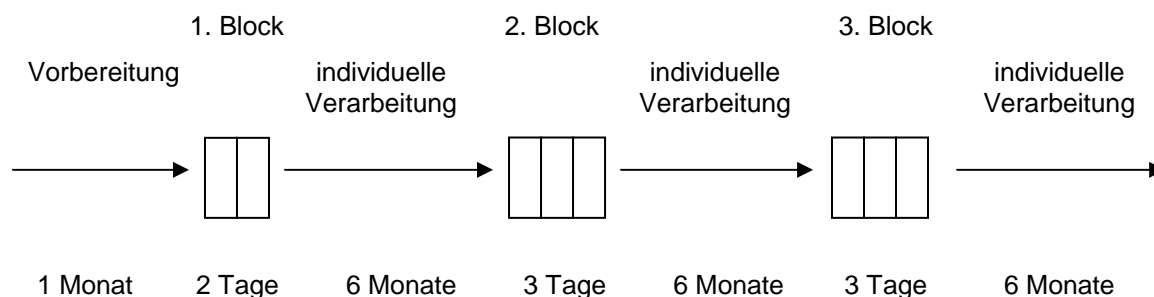 1. Block 2. Block 3. Block
Vorbereitung individuelle individuelle individuelle
Verarbeitung Verarbeitung Verarbeitung
1 Monat 2 Tage 6 Monate 3 Tage 6 Monate 3 Tage 6 Monate